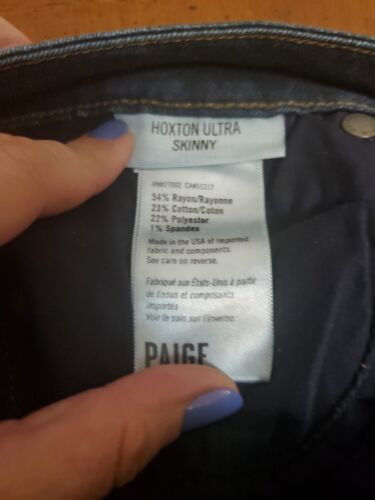 HOXTON ULTRA
SKINNY
54% Rayon/Rayonne
23% Cotton/Coton
22% Polyester
1% Spandex
Made in the USA of imported
fabric and components.
See care on reverse.
Fabriqué aux États-Unis à partir
de tissus et composants
importés
Voir le soin sur l'inverse.
PAIGE